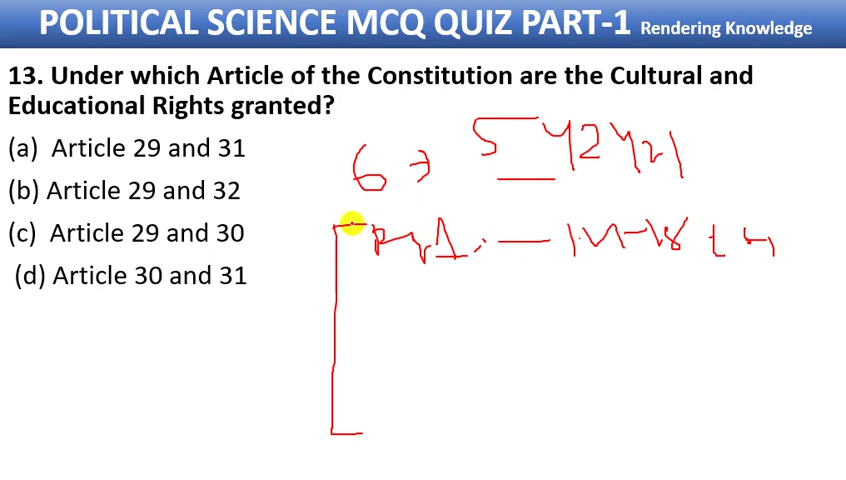 POLITICAL SCIENCE MCQ QUIZ PART-1 Rendering Knowledge
13. Under which Article of the Constitution are the Cultural and
Educational Rights granted?
(a) Article 29 and 31
(b) Article 29 and 32
(c) Article 29 and 30
(d) Article 30 and 31
6 →